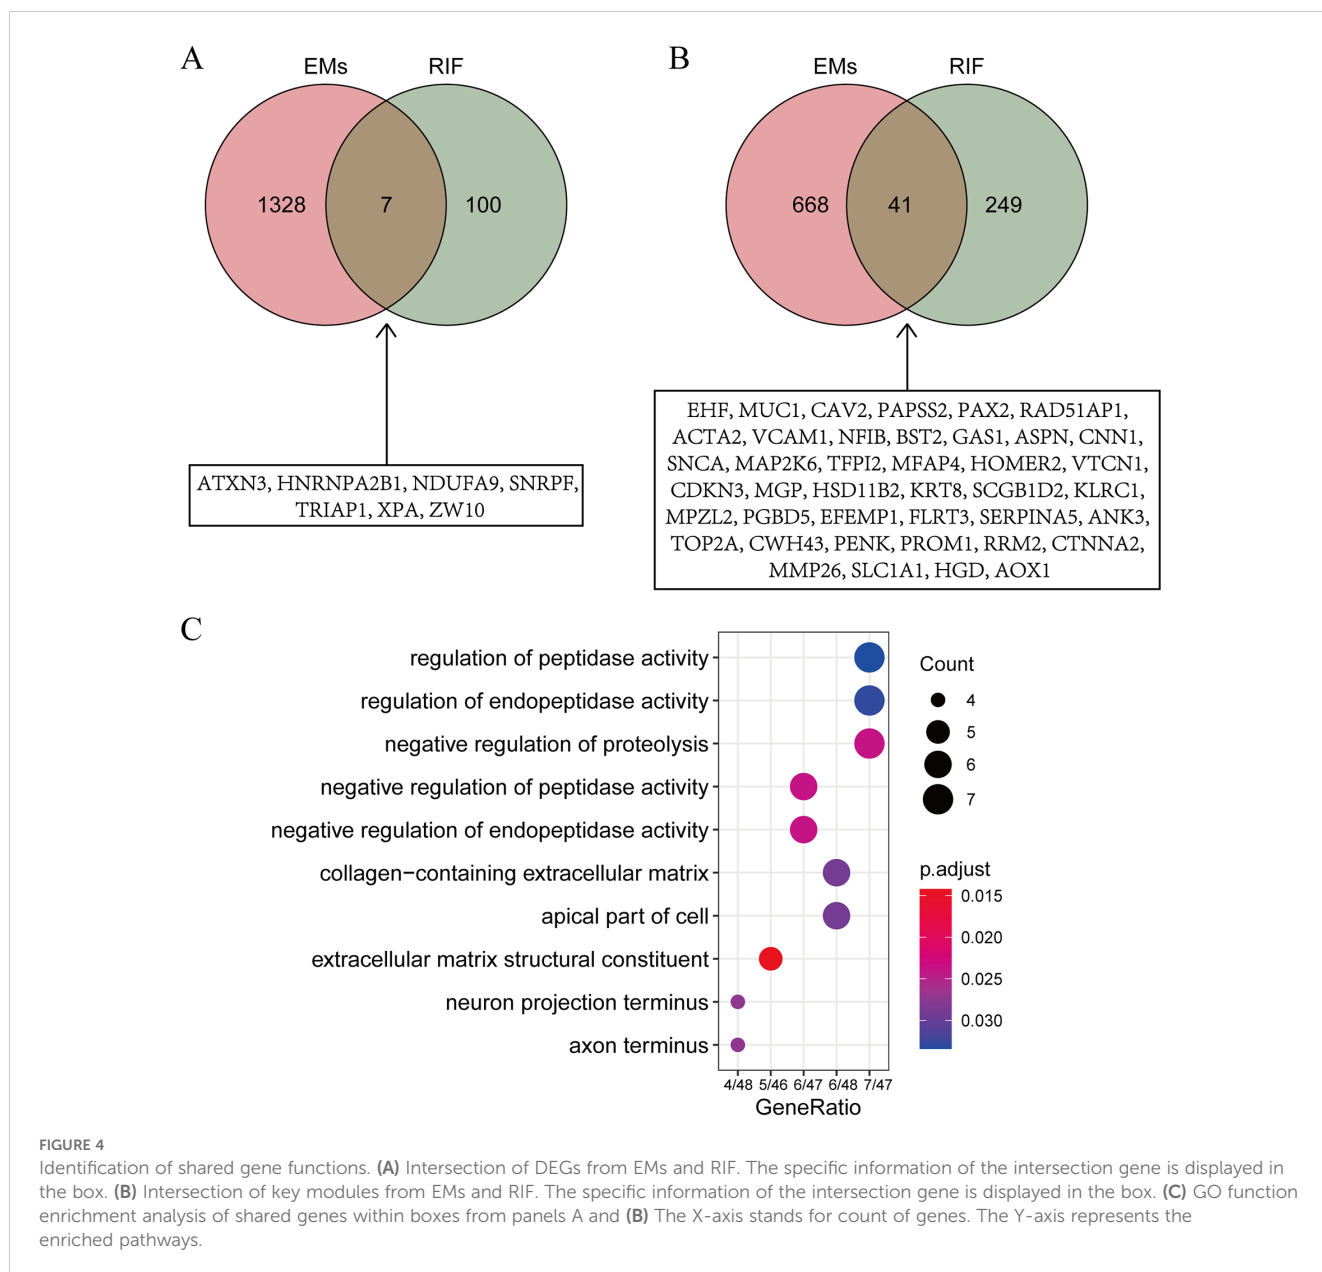 A
EMs RIF
1328 7 100
ATXN3, HNRNPA2B1, NDUFA9, SNRPF,
TRIAP1, XPA, ZW10
B
EMs RIF
668 41 249
EHF, MUC1, CAV2, PAPSS2, PAX2, RAD51AP1,
ACTA2, VCAM1, NFIB, BST2, GAS1, ASPN, CNN1,
SNCA, MAP2K6, TFPI2, MFAP4, HOMER2, VTCN1,
CDKN3, MGP, HSD11B2, KRT8, SCGB1D2, KLRC1,
MPZL2, PGBD5, EFEMP1, FLRT3, SERPINA5, ANK3,
TOP2A, CWH43, PENK, PROM1, RRM2, CTNNA2,
MMP26, SLC1A1, HGD, AOX1
C
regulation of peptidase activity
regulation of endopeptidase activity
negative regulation of proteolysis
negative regulation of peptidase activity
negative regulation of endopeptidase activity
collagen−containing extracellular matrix
apical part of cell
extracellular matrix structural constituent
neuron projection terminus
axon terminus
4/48 5/46 6/47 6/48 7/47
GeneRatio
Count
4
5
6
7
p.adjust
0.015
0.020
0.025
0.030
FIGURE 4
Identification of shared gene functions. (A) Intersection of DEGs from EMs and RIF. The specific information of the intersection gene is displayed in
the box. (B) Intersection of key modules from EMs and RIF. The specific information of the intersection gene is displayed in the box. (C) GO function
enrichment analysis of shared genes within boxes from panels A and (B) The X-axis stands for count of genes. The Y-axis represents the
enriched pathways.